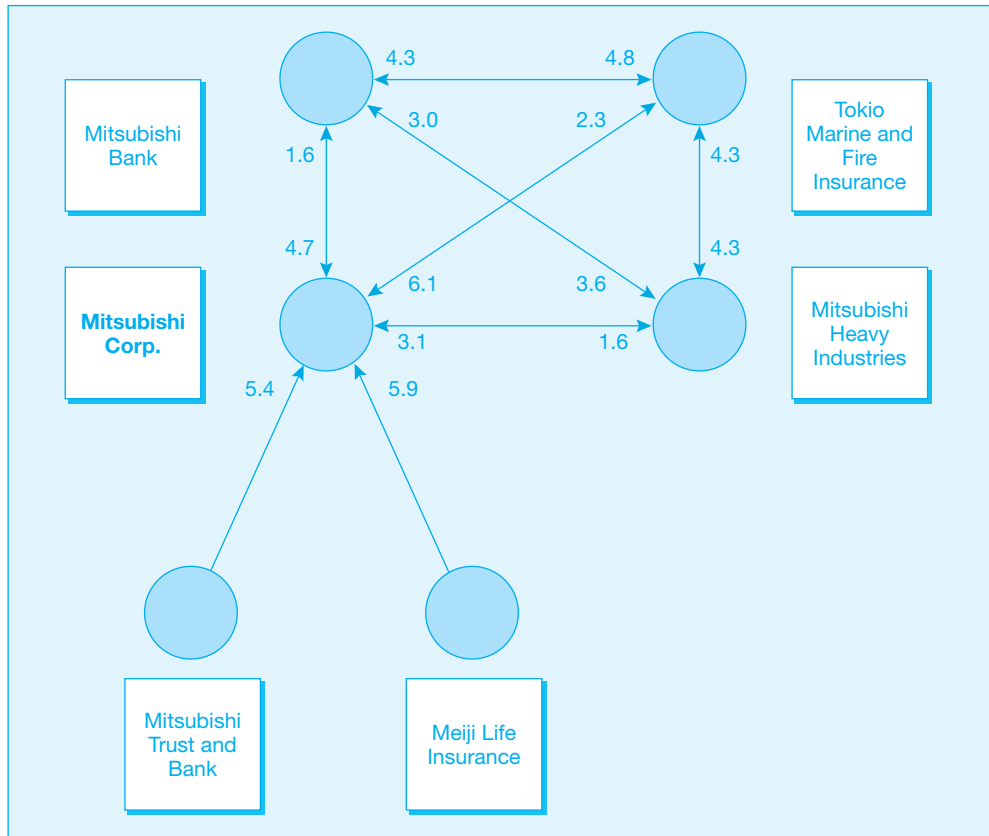 4.3
4.8
Mitsubishi
Bank
3.0
2.3
Tokio
Marine and
Fire
Insurance
1.6
4.3
4.7
4.3
6.1
3.6
Mitsubishi
Corp.
3.1
1.6
Mitsubishi
Heavy
Industries
5.4
5.9
Mitsubishi
Trust and
Bank
Meiji Life
Insurance